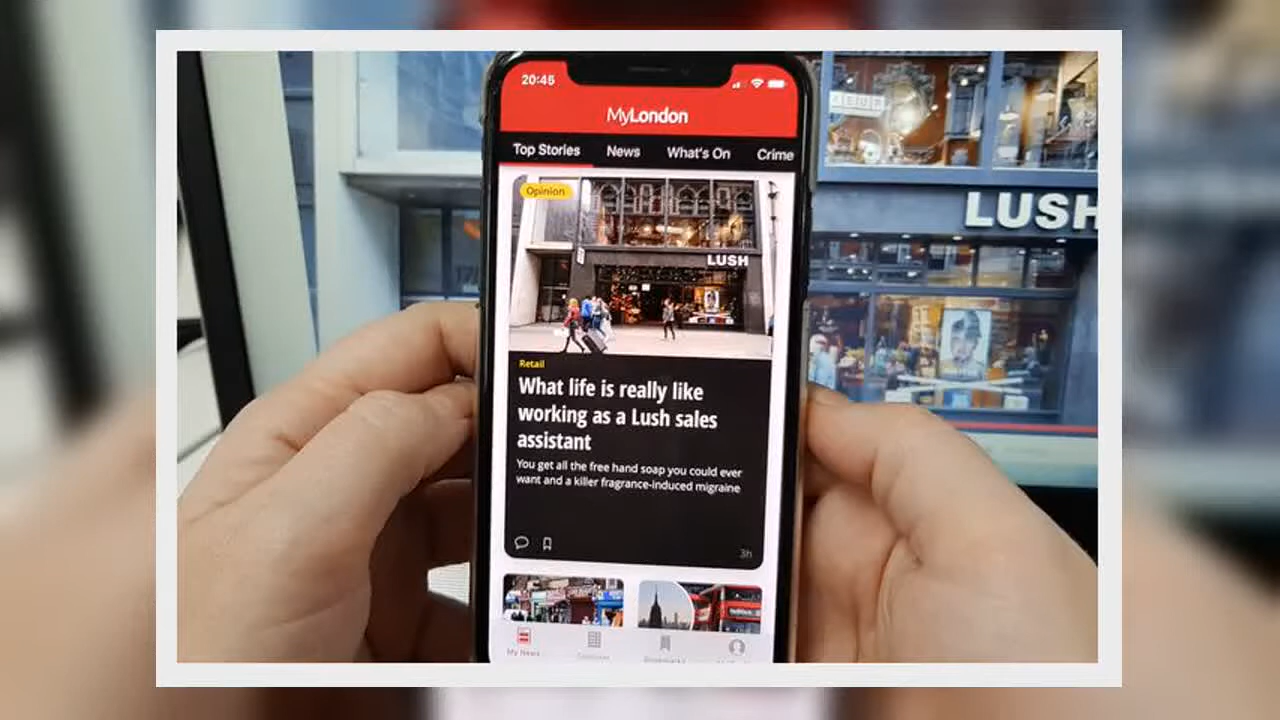 20:45
MyLondon
Top Stories News What's On Crime
Opinion
LUSH
LUSH
Retail
What life is really like
working as a Lush sales
assistant
You get all the free hand soap you could ever
want and a killer fragrance-induced migraine
3h
My News